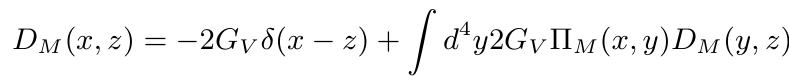 $D_M(x,z) = -2G_V\delta(x-z) + \int d^4y 2G_V\Pi_M(x,y)D_M(y,z)$